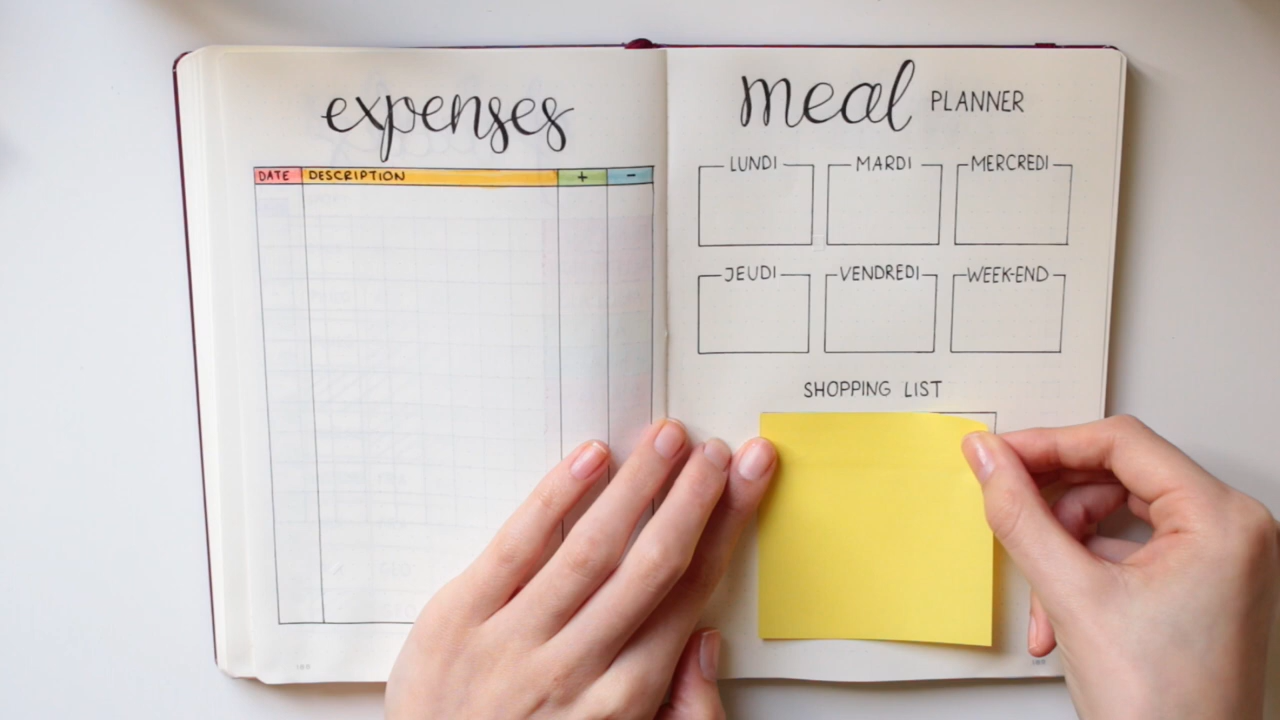 expenses
DATE DESCRIPTION + −
meal PLANNER
LUNDI MARDI MERCREDI
JEUDI VENDREDI WEEK-END
SHOPPING LIST